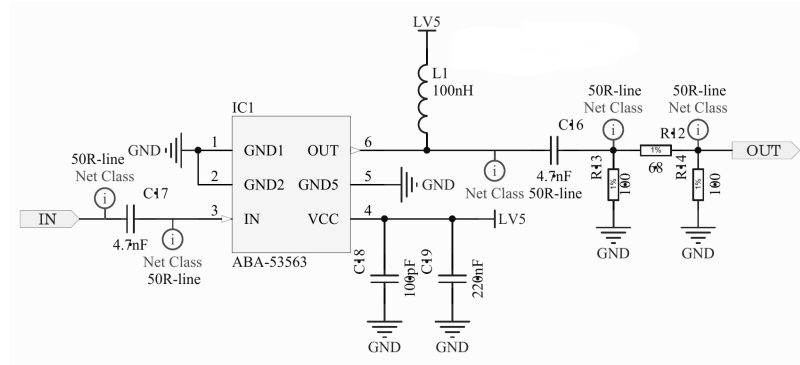 LV5
L1
100nH
IC1
C16
50R-line
Net Class
50R-line
Net Class
R12
GND
1
GND1
OUT
6
OUT
50R-line
Net Class
2
GND2
GND5
5
GND
Net Class
50R-line
4.7nF
R13
1%
100
1%
68
R14
1%
100
C17
IN
3
IN
VCC
4
LV5
4.7nF
Net Class
50R-line
ABA-53563
C18
100pF
C19
220nF
GND
GND
GND
GND